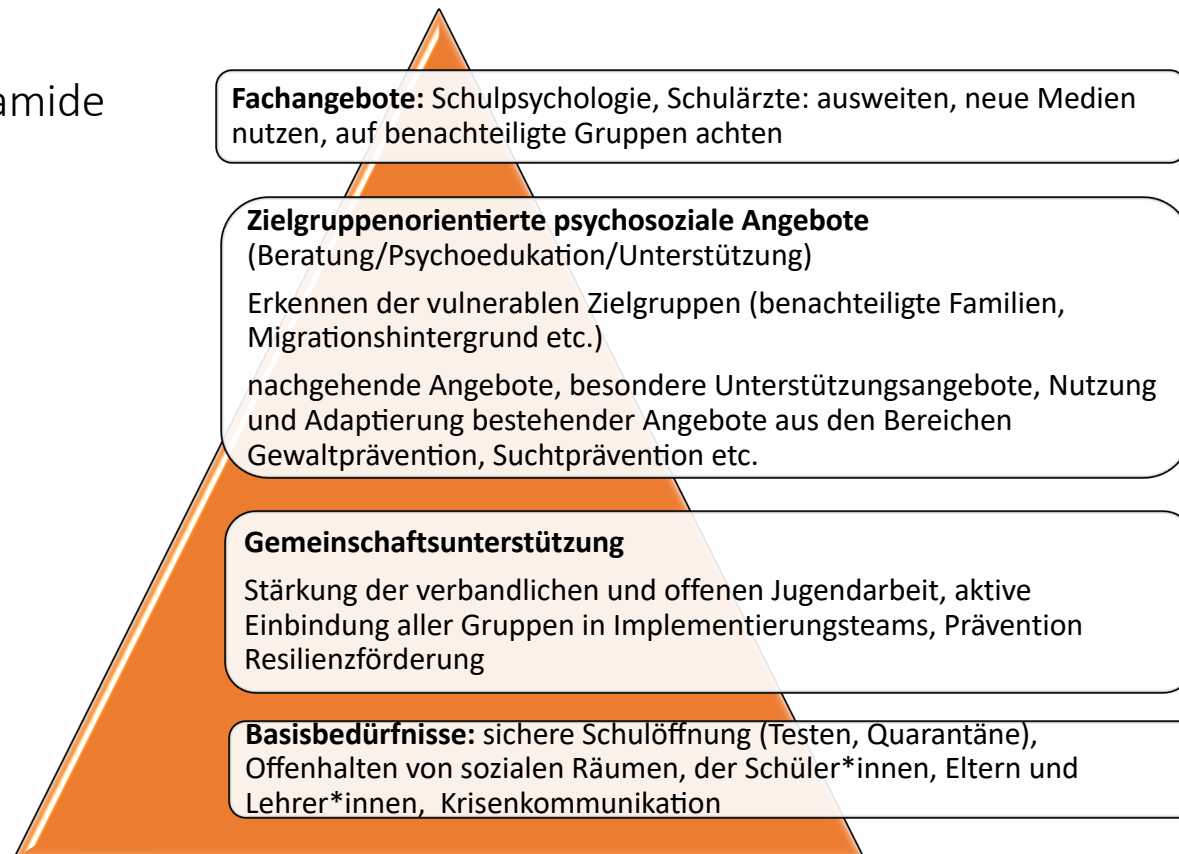 amide
Fachangebote: Schulpsychologie, Schulärzte: ausweiten, neue Medien
nutzen, auf benachteiligte Gruppen achten
Zielgruppenorientierte psychosoziale Angebote
(Beratung/Psychoedukation/Unterstützung)
Erkennen der vulnerablen Zielgruppen (benachteiligte Familien,
Migrationshintergrund etc.)
nachgehende Angebote, besondere Unterstützungsangebote, Nutzung
und Adaptierung bestehender Angebote aus den Bereichen
Gewaltprävention, Suchtprävention etc.
Gemeinschaftsunterstützung
Stärkung der verbandlichen und offenen Jugendarbeit, aktive
Einbindung aller Gruppen in Implementierungsteams, Prävention
Resilienzförderung
Basisbedürfnisse: sichere Schulöffnung (Testen, Quarantäne),
Offenhalten von sozialen Räumen, der Schüler*innen, Eltern und
Lehrer*innen, Krisenkommunikation